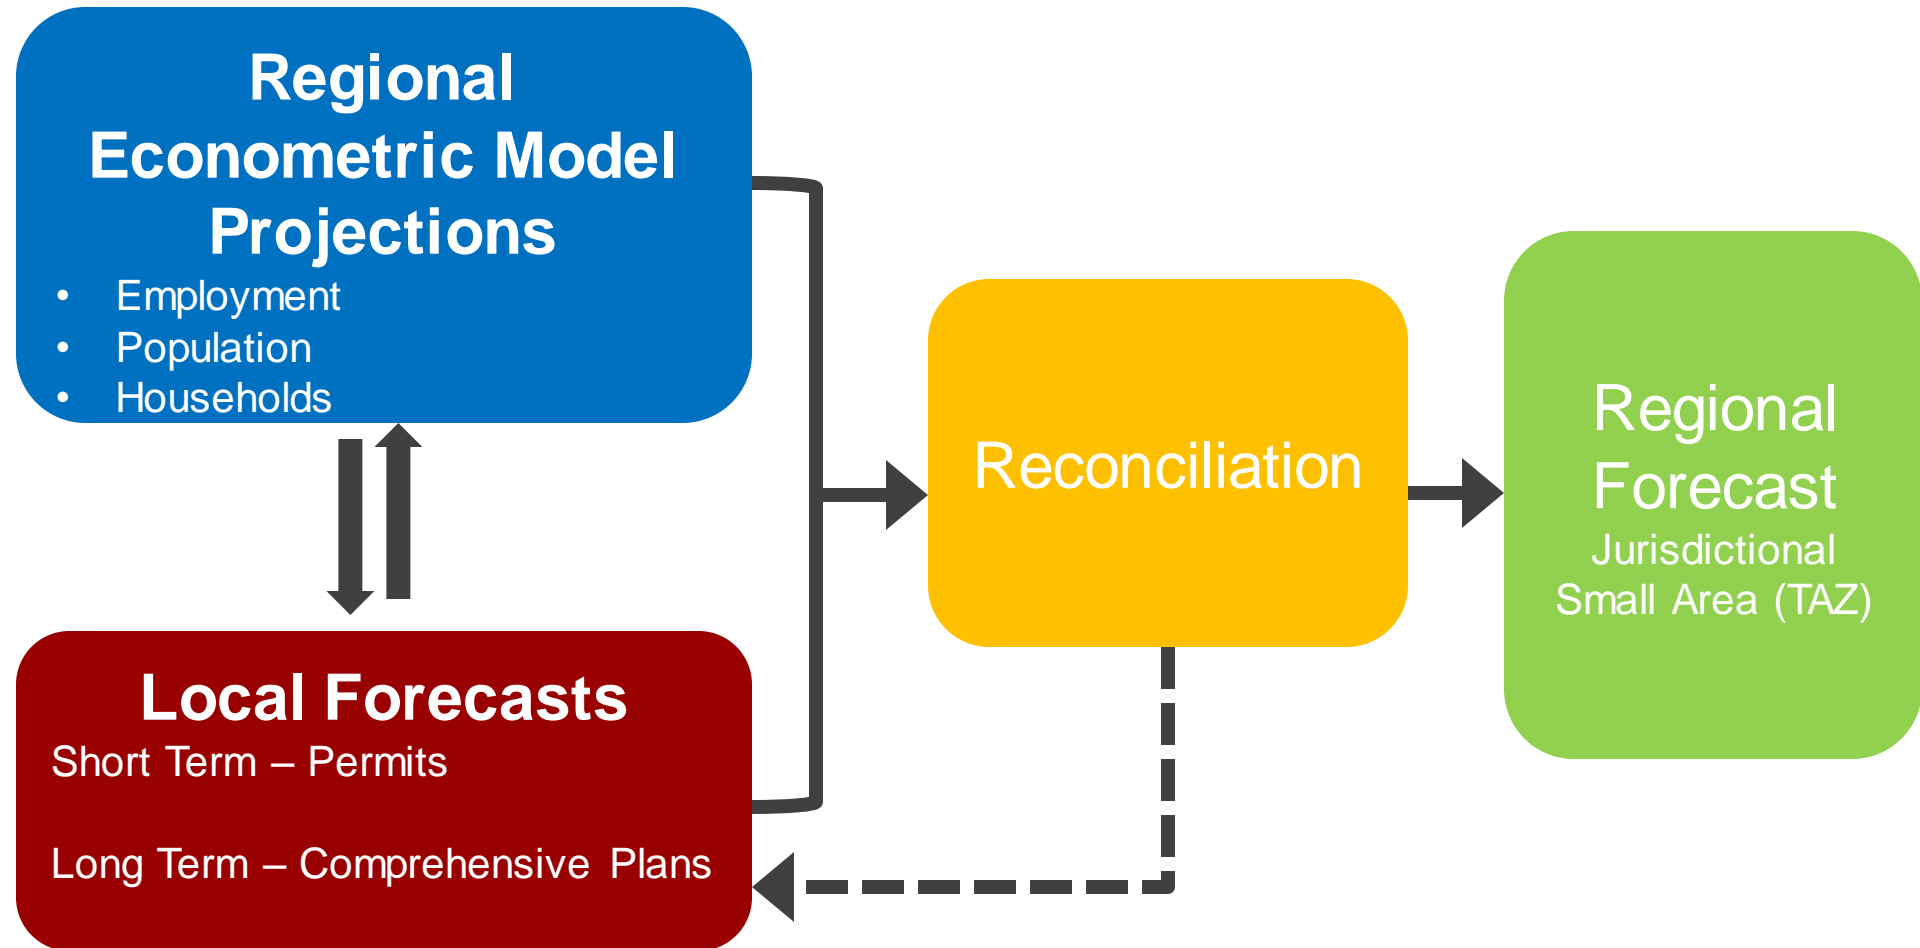 Regional
Econometric Model
Projections
• Employment
• Population
• Households
Local Forecasts
Short Term – Permits
Long Term – Comprehensive Plans
Reconciliation
Regional
Forecast
Jurisdictional
Small Area (TAZ)